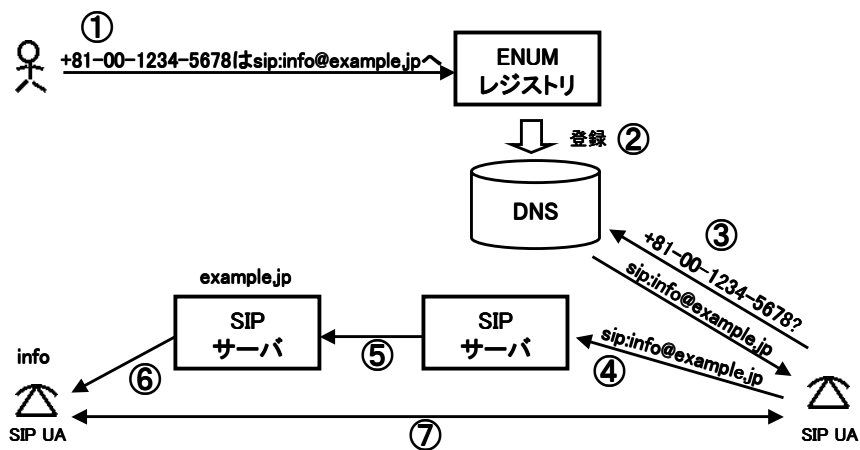 ①
+81-00-1234-5678はsip:info@example.jpへ
ENUM
レジストリ
登録 ②
DNS
③
+81-00-1234-5678?
sip:info@example.jp
example.jp
SIP
サーバ
SIP
サーバ
sip:info@example.jp
④
⑤
⑥
info
SIP UA
⑦
SIP UA